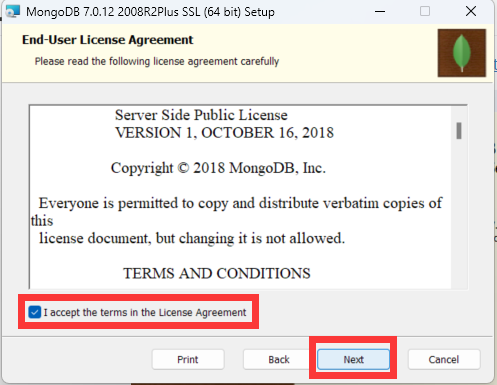 MongoDB 7.0.12 2008R2Plus SSL (64 bit) Setup
End-User License Agreement
Please read the following license agreement carefully
Server Side Public License
VERSION 1, OCTOBER 16, 2018
Copyright © 2018 MongoDB, Inc.
Everyone is permitted to copy and distribute verbatim copies of
this
license document, but changing it is not allowed.
TERMS AND CONDITIONS
I accept the terms in the License Agreement
Print Back Next Cancel